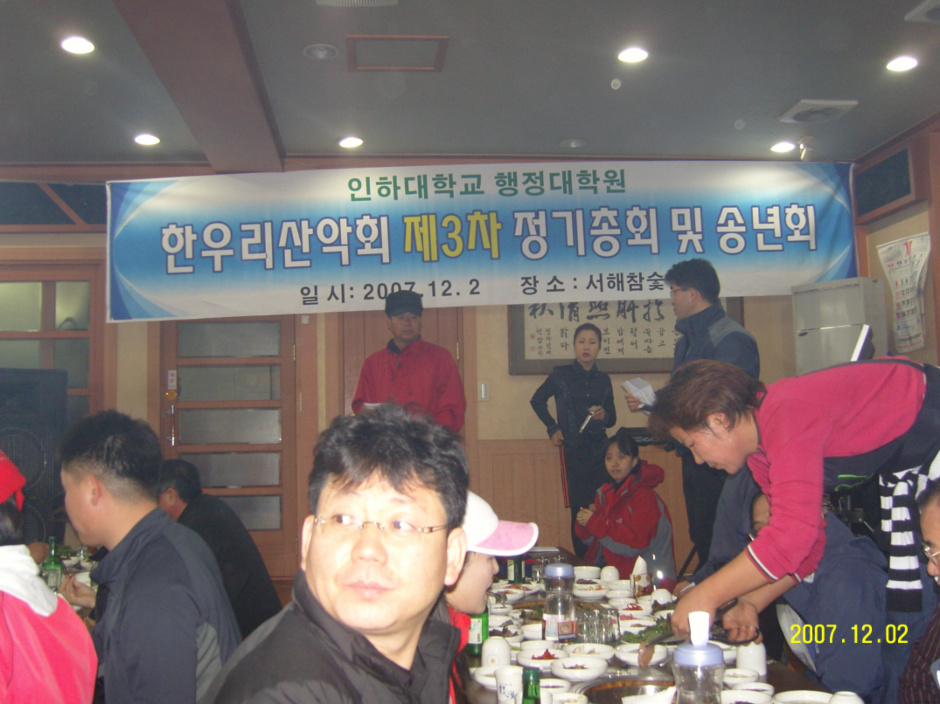 인하대학교 행정대학원
한우리산악회 제3차 정기총회 및 송년회
일 시: 2007. 12. 2 장 소 : 서해참숯
2007.12.02